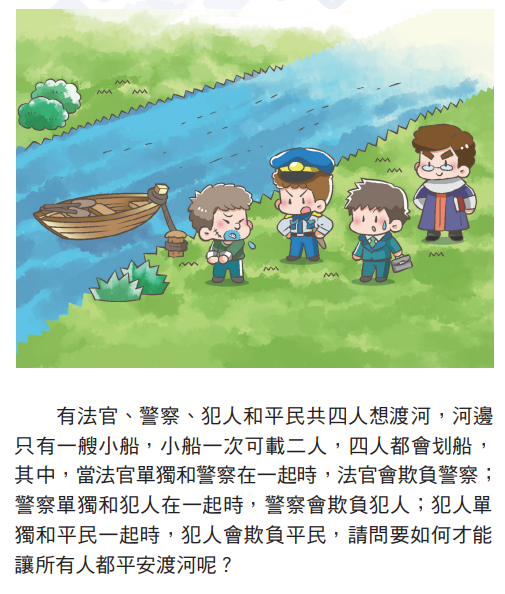 有法官、警察、犯人和平民共四人想渡河，河邊
只有一艘小船，小船一次可載二人，四人都會划船，
其中，當法官單獨和警察在一起時，法官會欺負警察；
警察單獨和犯人在一起時，警察會欺負犯人；犯人單
獨和平民一起時，犯人會欺負平民，請問要如何才能
讓所有人都平安渡河呢？